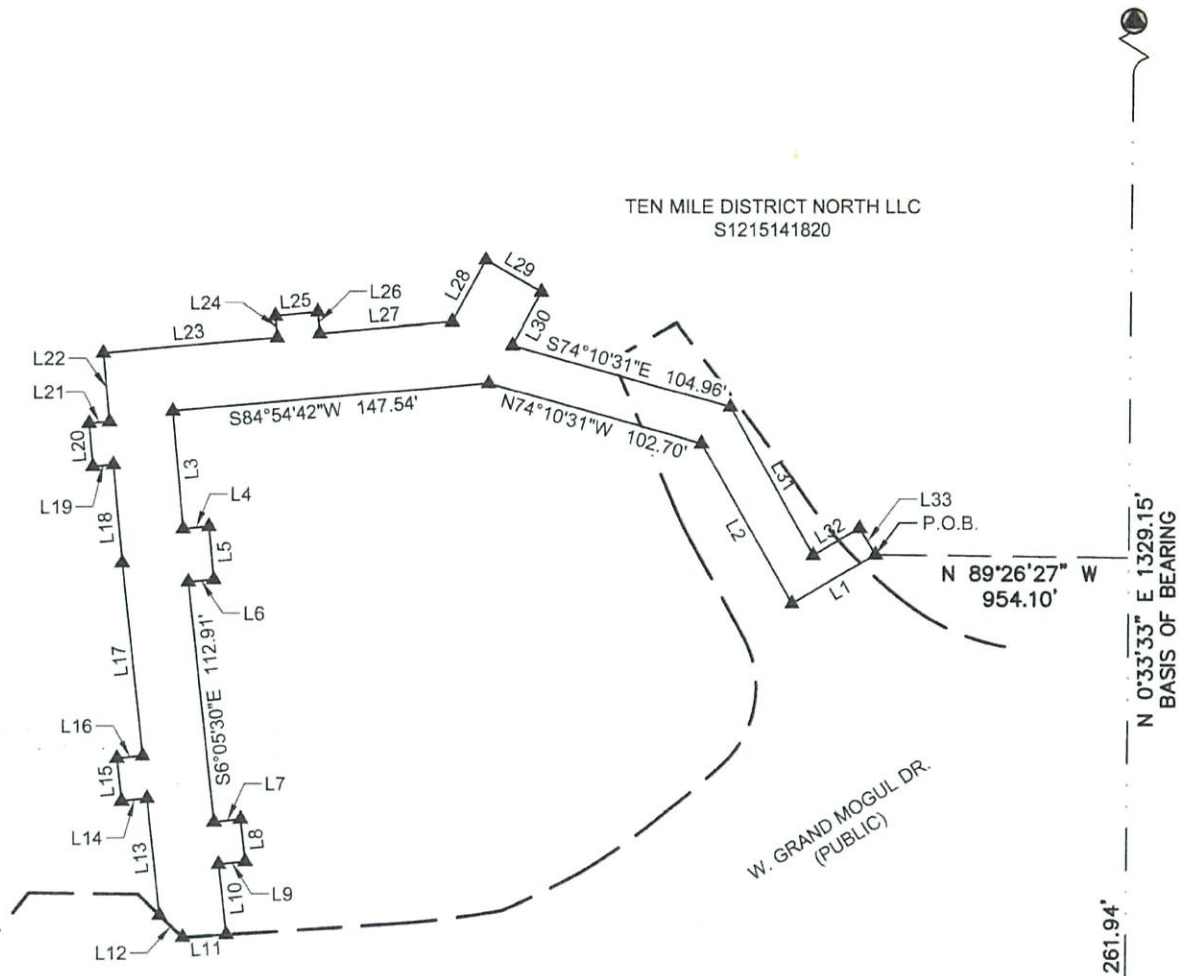 TEN MILE DISTRICT NORTH LLC
S1215141820
L29
L28
L25
L26
L24
L27
L23
L30
L22
S74°10'31"E 104.96'
L21
S84°54'42"W 147.54'
N74°10'31"W 102.70'
L20
L3
L31
L4
L33
L19
L2
L32
P.O.B.
L18
L5
L6
L1
N 89°26'27" W
954.10'
N 0°33'33" E 1329.15'
BASIS OF BEARING
L17
S6°05'30"E 112.91'
L16
L15
L7
W. GRAND MOGUL DR.
(PUBLIC)
L14
L8
L13
L9
L10
L12
L11
261.94'